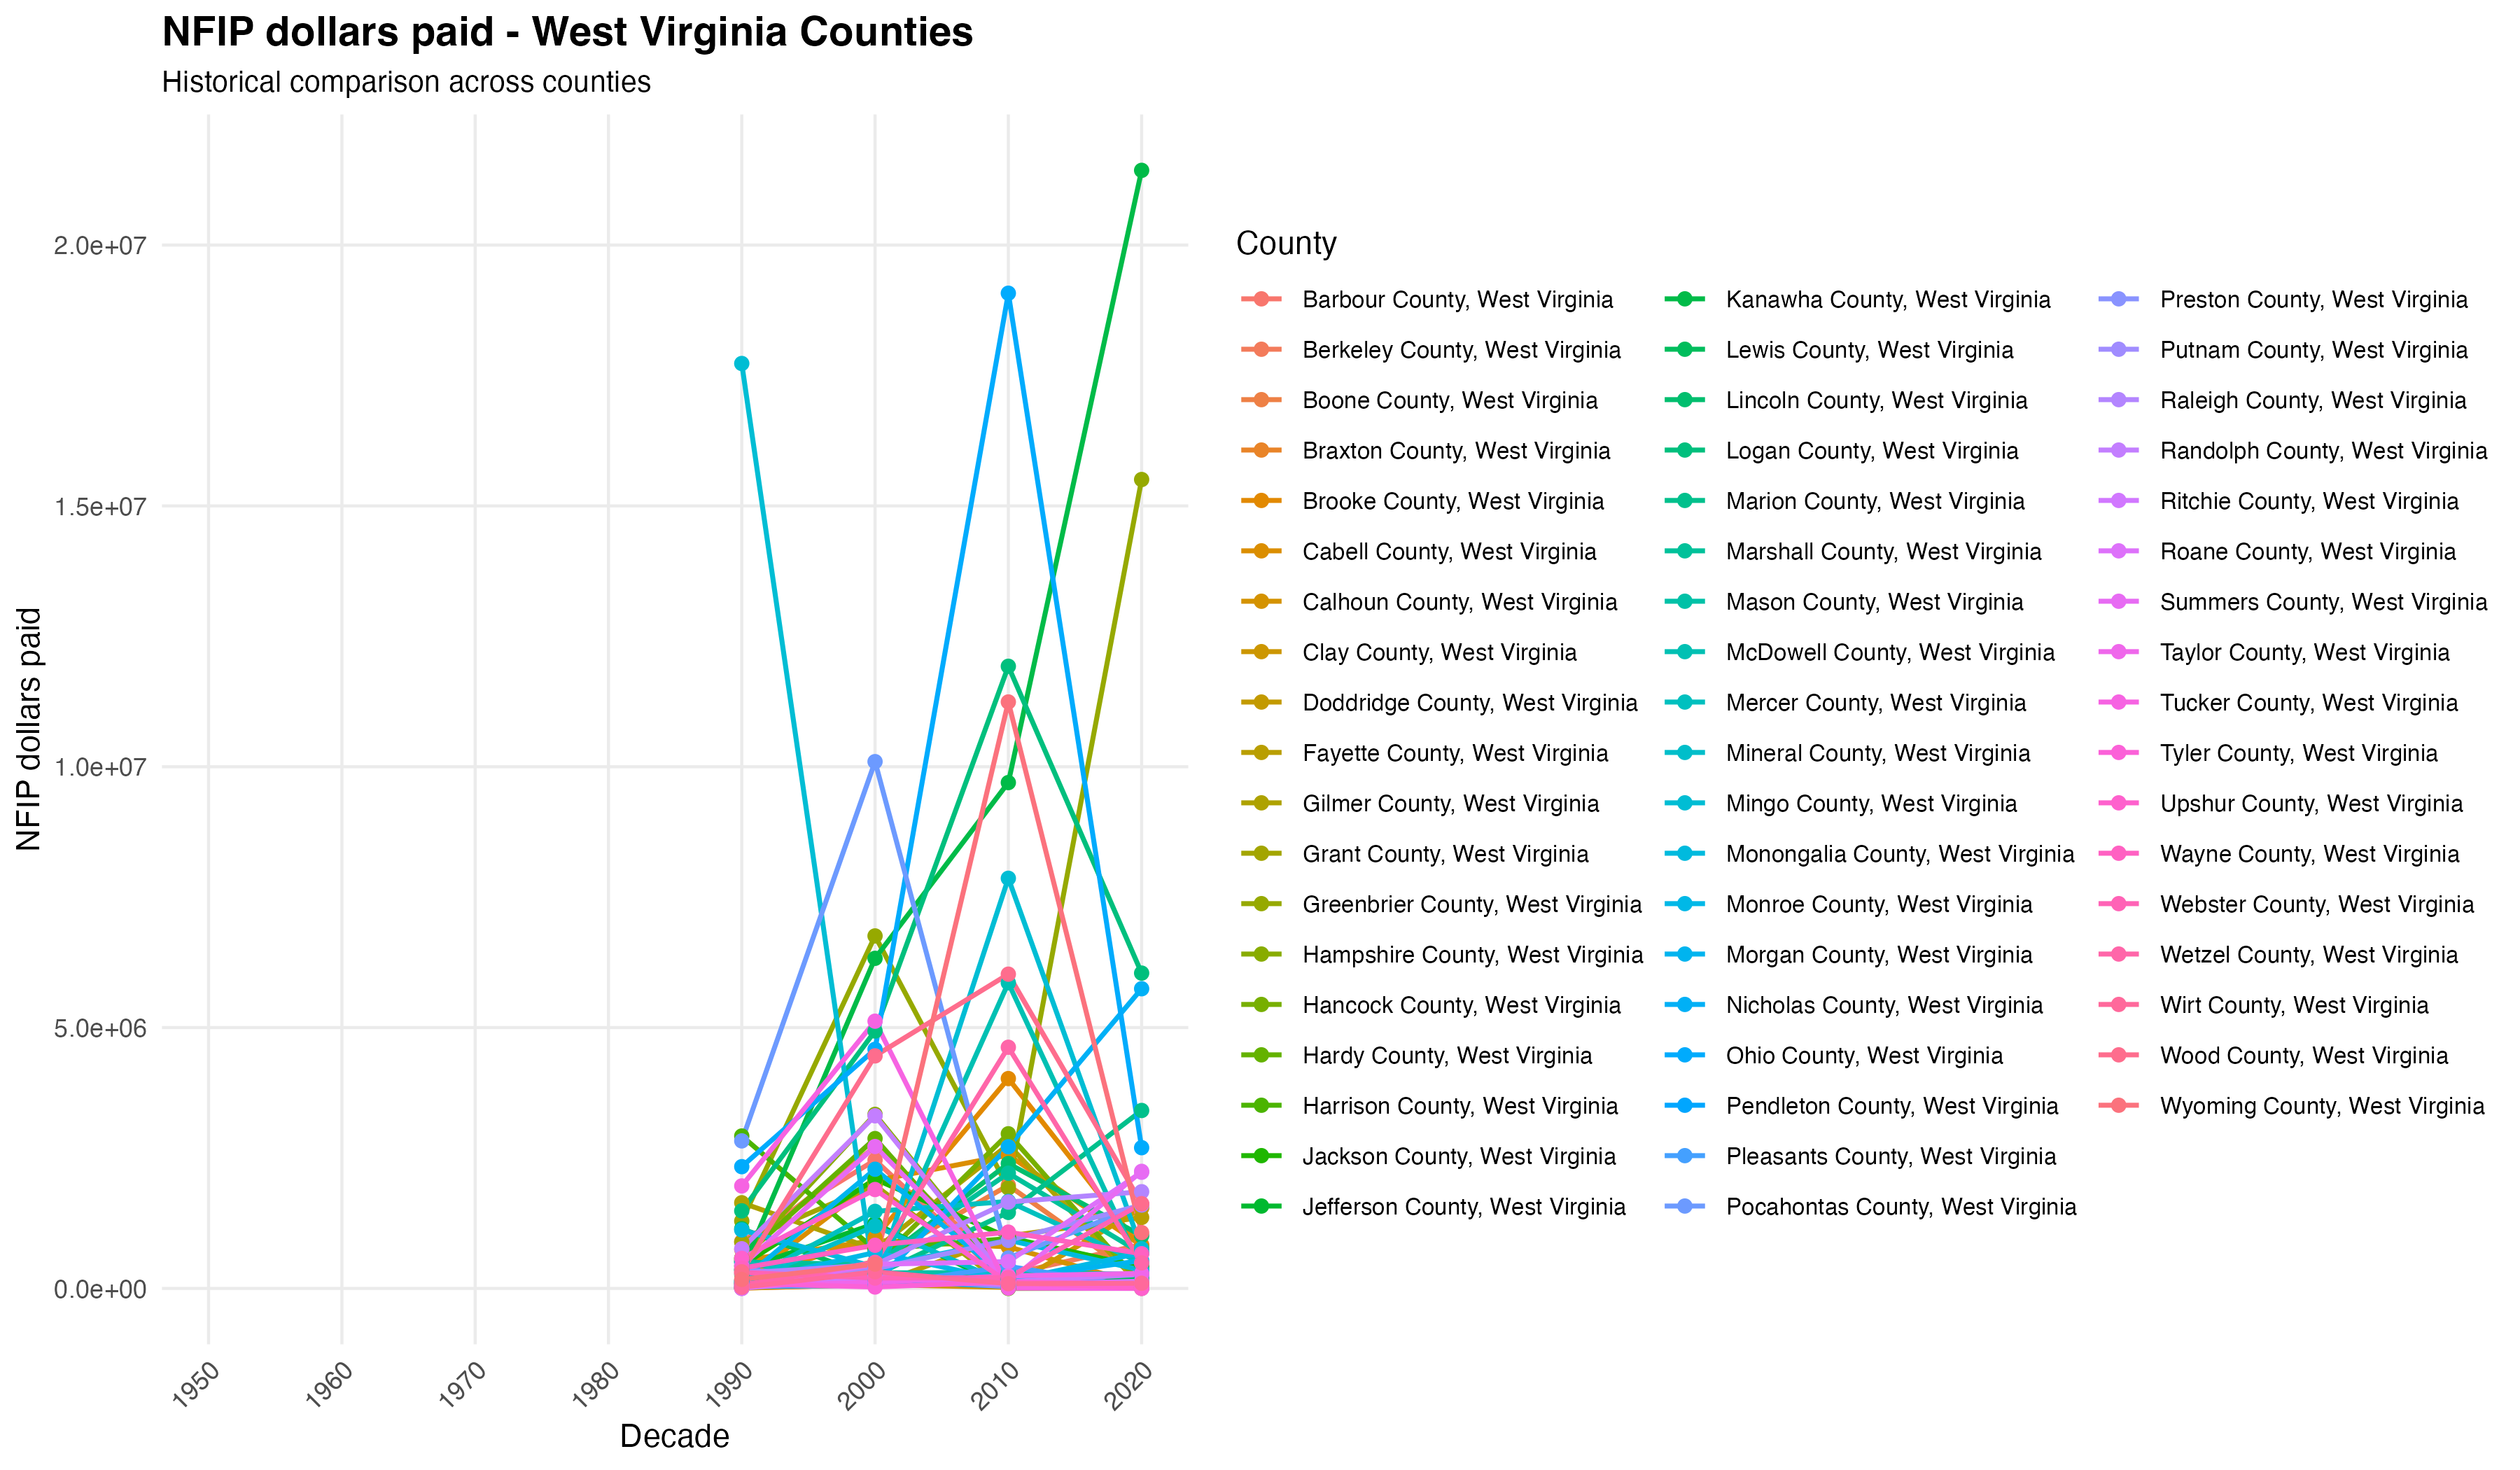 NFIP dollars paid - West Virginia Counties
Historical comparison across counties
NFIP dollars paid
2.0e+07
1.5e+07
1.0e+07
5.0e+06
0.0e+00
1950
1960
1970
1980
1990
2000
2010
2020
Decade
County
Barbour County, West Virginia
Berkeley County, West Virginia
Boone County, West Virginia
Braxton County, West Virginia
Brooke County, West Virginia
Cabell County, West Virginia
Calhoun County, West Virginia
Clay County, West Virginia
Doddridge County, West Virginia
Fayette County, West Virginia
Gilmer County, West Virginia
Grant County, West Virginia
Greenbrier County, West Virginia
Hampshire County, West Virginia
Hancock County, West Virginia
Hardy County, West Virginia
Harrison County, West Virginia
Jackson County, West Virginia
Jefferson County, West Virginia
Kanawha County, West Virginia
Lewis County, West Virginia
Lincoln County, West Virginia
Logan County, West Virginia
Marion County, West Virginia
Marshall County, West Virginia
Mason County, West Virginia
McDowell County, West Virginia
Mercer County, West Virginia
Mineral County, West Virginia
Mingo County, West Virginia
Monongalia County, West Virginia
Monroe County, West Virginia
Morgan County, West Virginia
Nicholas County, West Virginia
Ohio County, West Virginia
Pendleton County, West Virginia
Pleasants County, West Virginia
Pocahontas County, West Virginia
Preston County, West Virginia
Putnam County, West Virginia
Raleigh County, West Virginia
Randolph County, West Virginia
Ritchie County, West Virginia
Roane County, West Virginia
Summers County, West Virginia
Taylor County, West Virginia
Tucker County, West Virginia
Tyler County, West Virginia
Upshur County, West Virginia
Wayne County, West Virginia
Webster County, West Virginia
Wetzel County, West Virginia
Wirt County, West Virginia
Wood County, West Virginia
Wyoming County, West Virginia